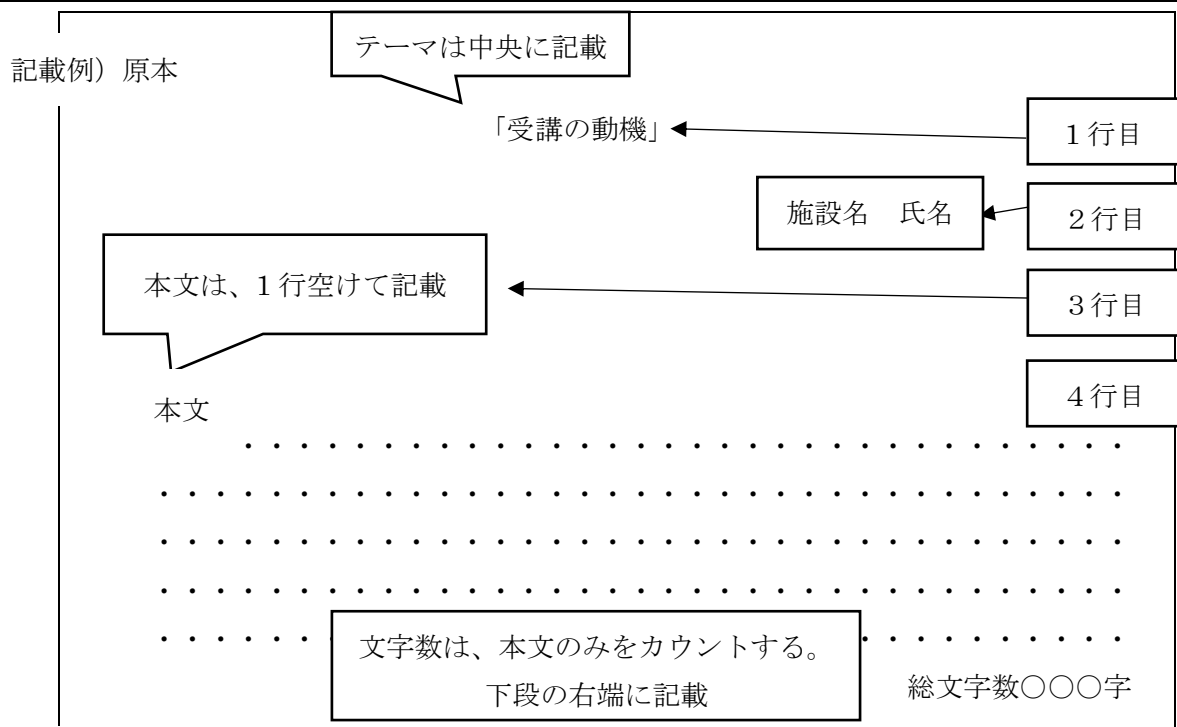 テーマは中央に記載
記載例）原本
「受講の動機」
１行目
施設名　氏名
２行目
本文は、１行空けて記載
３行目
４行目
本文
・・・・・・・・・・・・・・・・・・・・・・・・・・・・・・・・
・・・・・・・・・・・・・・・・・・・・・・・・・・・・・・・・・・・
・・・・・・・・・・・・・・・・・・・・・・・・・・・・・・・・・・・
・・・・・・・・・・・・・・・・・・・・・・・・・・・・・・・・・・・
・・・・・・　・・・・・・・・・・
文字数は、本文のみをカウントする。
下段の右端に記載
総文字数○○○字